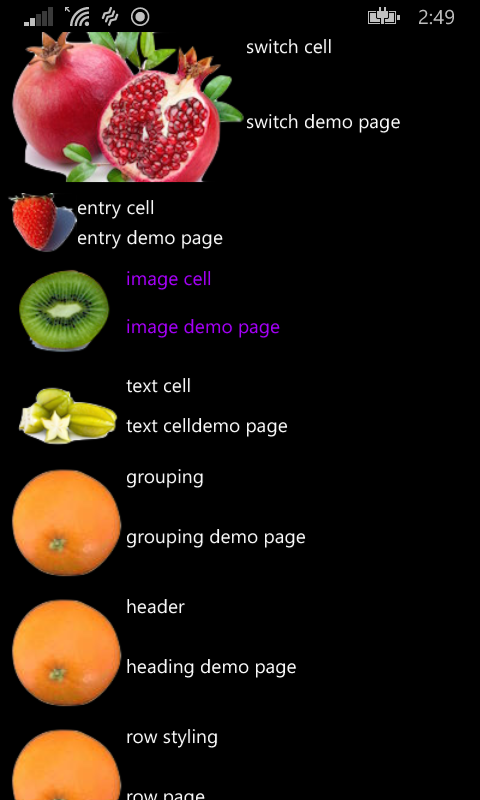 2:49
switch cell
switch demo page
entry cell
entry demo page
image cell
image demo page
text cell
text celldemo page
grouping
grouping demo page
header
heading demo page
row styling
row page